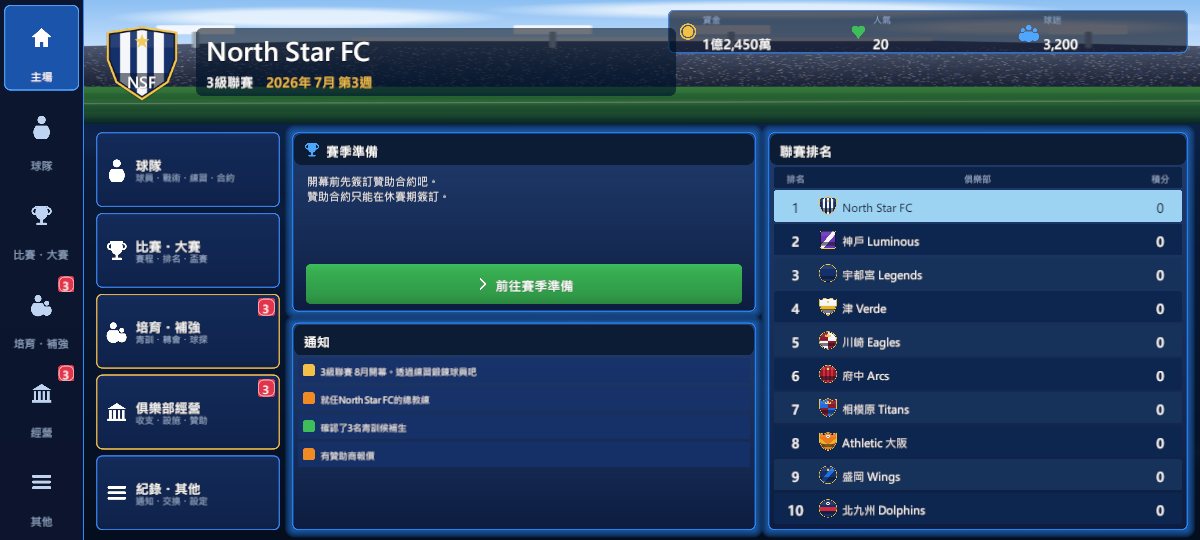 主場
球隊
比賽・大賽
3
培育・補強
3
經營
其他
NSF
North Star FC
3級聯賽 2026年 7月 第3週
資金
1億2,450萬
人氣
20
球迷
3,200
球隊
球員・戰術・練習・合約
比賽・大賽
賽程・排名・盃賽
培育・補強
青訓・轉會・球探
3
俱樂部經營
收支・設施・贊助
3
紀錄・其他
通知・交換・設定
賽季準備
開幕前先簽訂贊助合約吧。
贊助合約只能在休賽期簽訂。
前往賽季準備
通知
3級聯賽 8月開幕。透過練習鍛鍊球員吧
就任North Star FC的總教練
確認了3名青訓候補生
有贊助商報價
聯賽排名
排名 俱樂部 積分
1 North Star FC 0
2 神戶 Luminous 0
3 宇都宮 Legends 0
4 津 Verde 0
5 川崎 Eagles 0
6 府中 Arcs 0
7 相模原 Titans 0
8 Athletic 大阪 0
9 盛岡 Wings 0
10 北九州 Dolphins 0